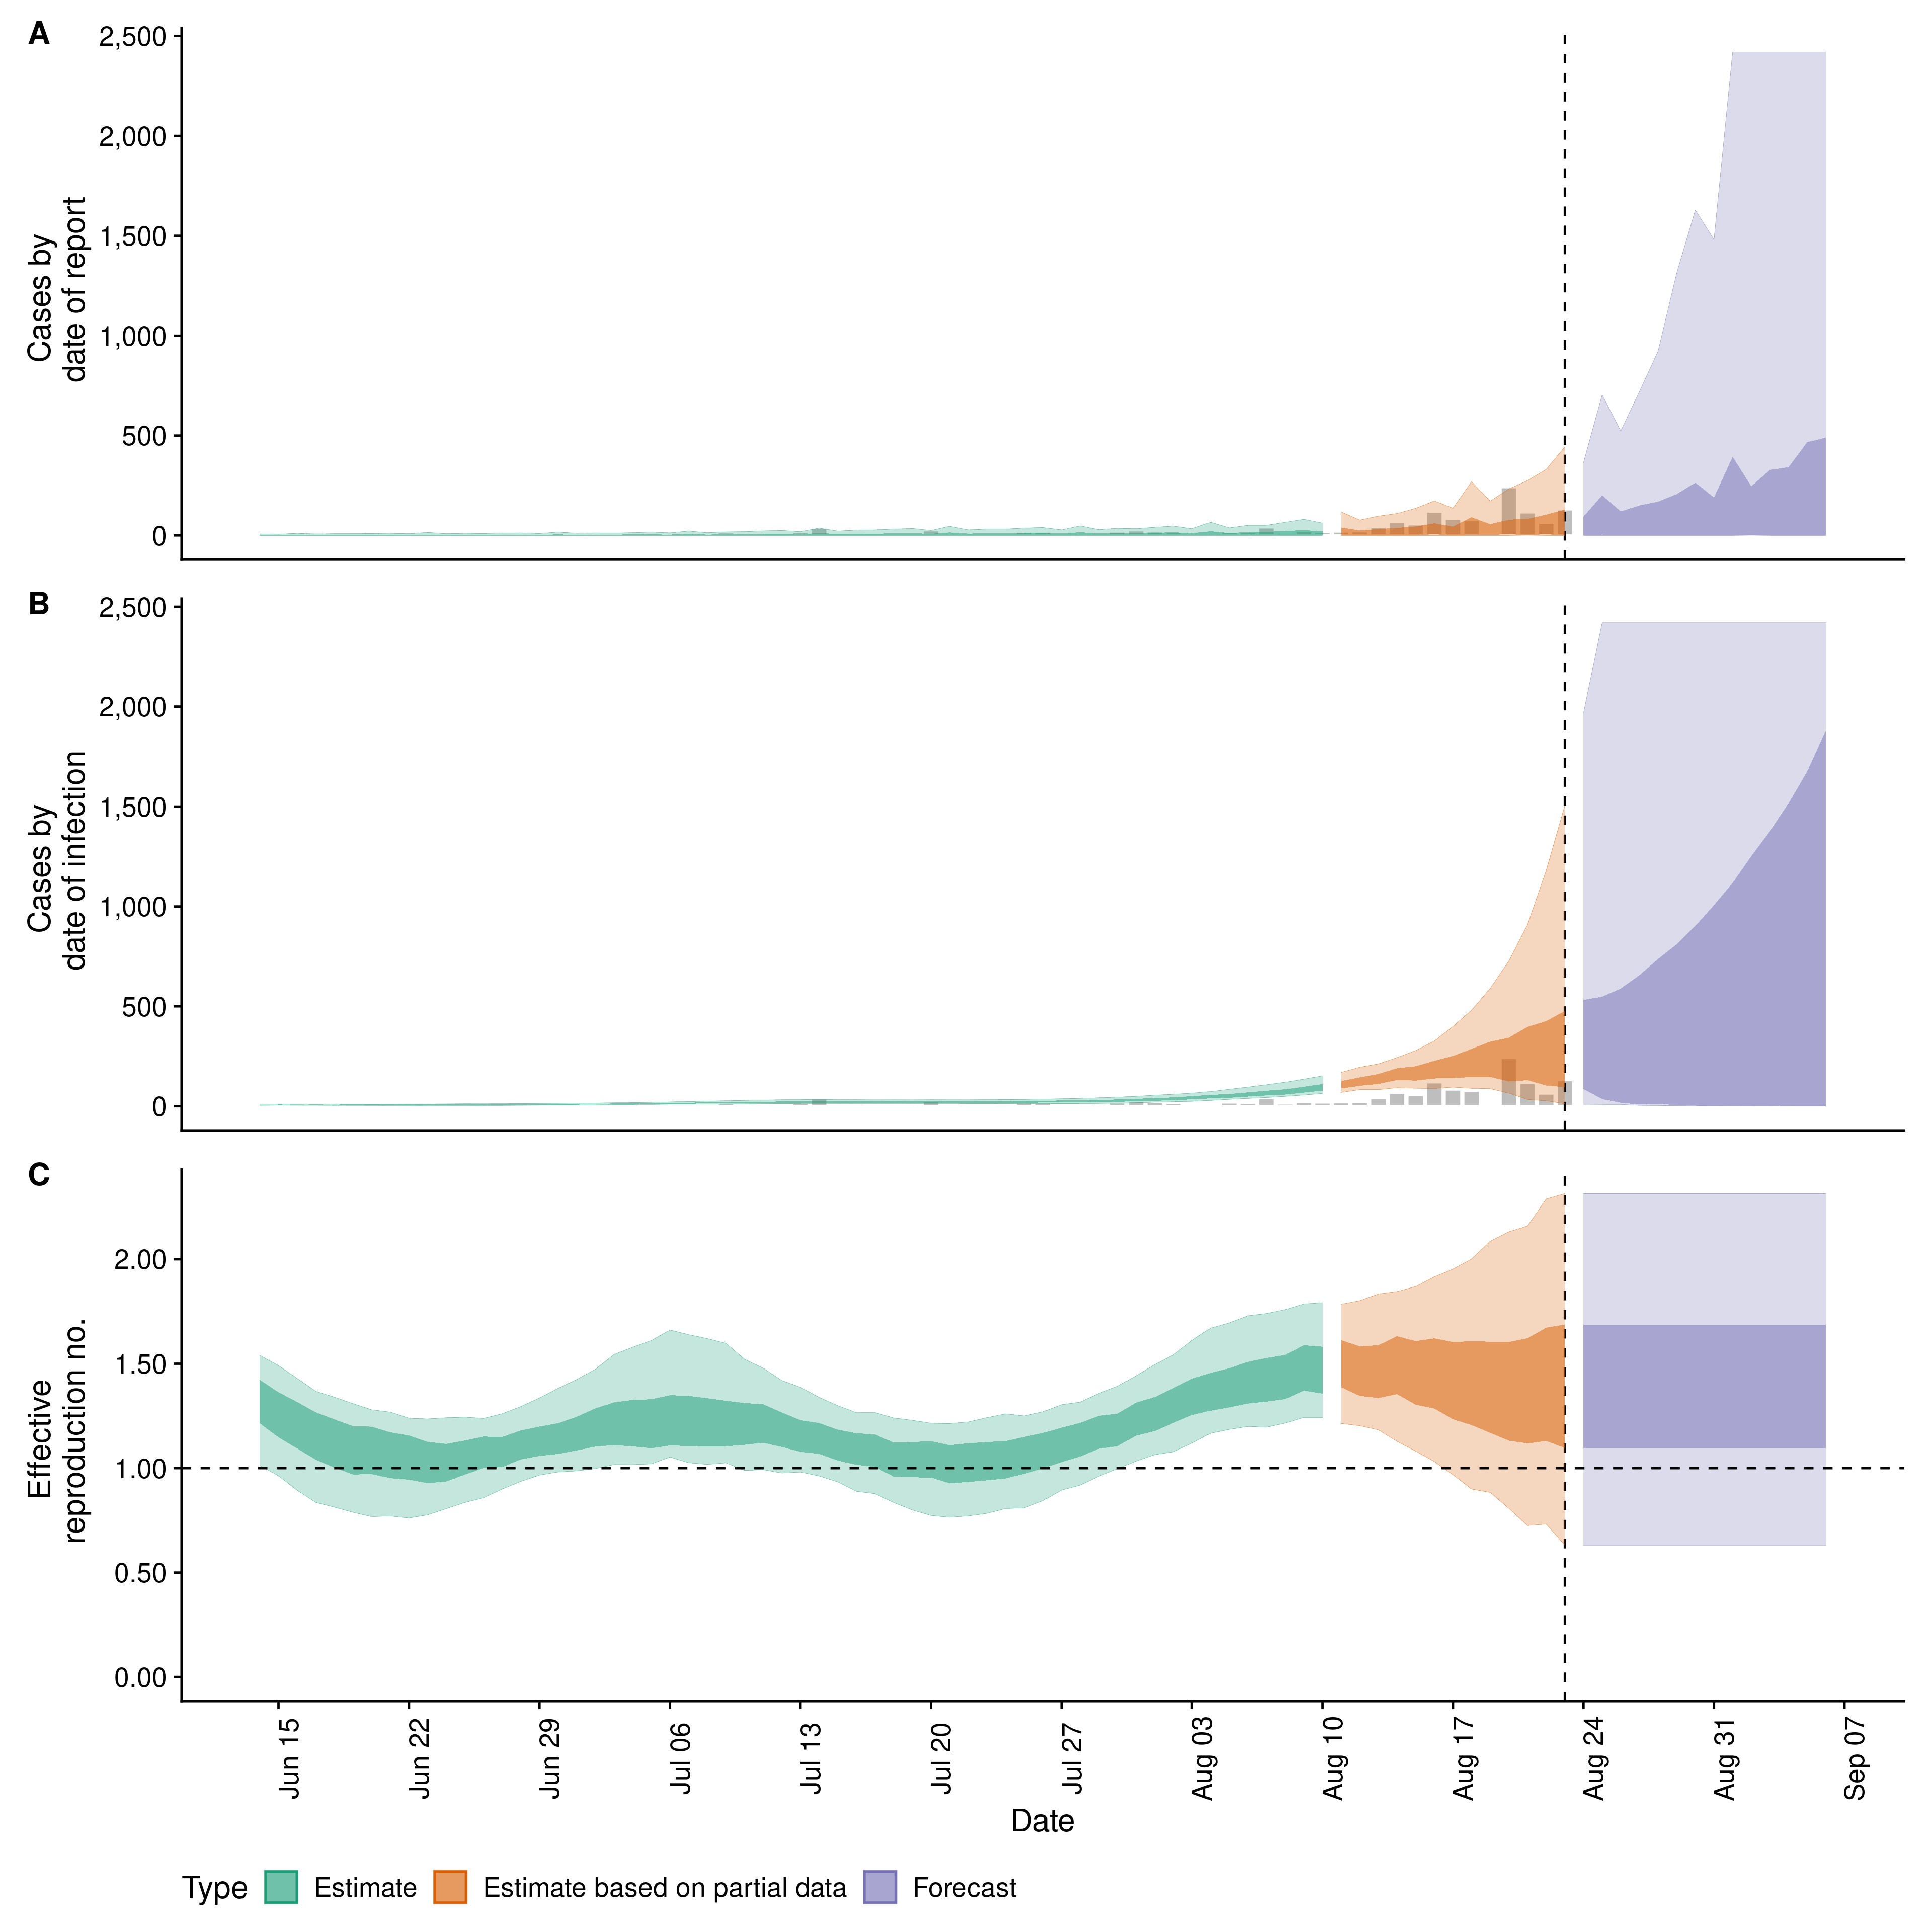 A
2,500
2,000
1,500
1,000
500
0
Cases by
date of report
B
2,500
2,000
1,500
1,000
500
0
Cases by
date of infection
C
2.00
1.50
1.00
0.50
0.00
Effective
reproduction no.
Jun 15
Jun 22
Jun 29
Jul 06
Jul 13
Jul 20
Jul 27
Aug 03
Aug 10
Aug 17
Aug 24
Aug 31
Sep 07
Date
Type Estimate Estimate based on partial data Forecast